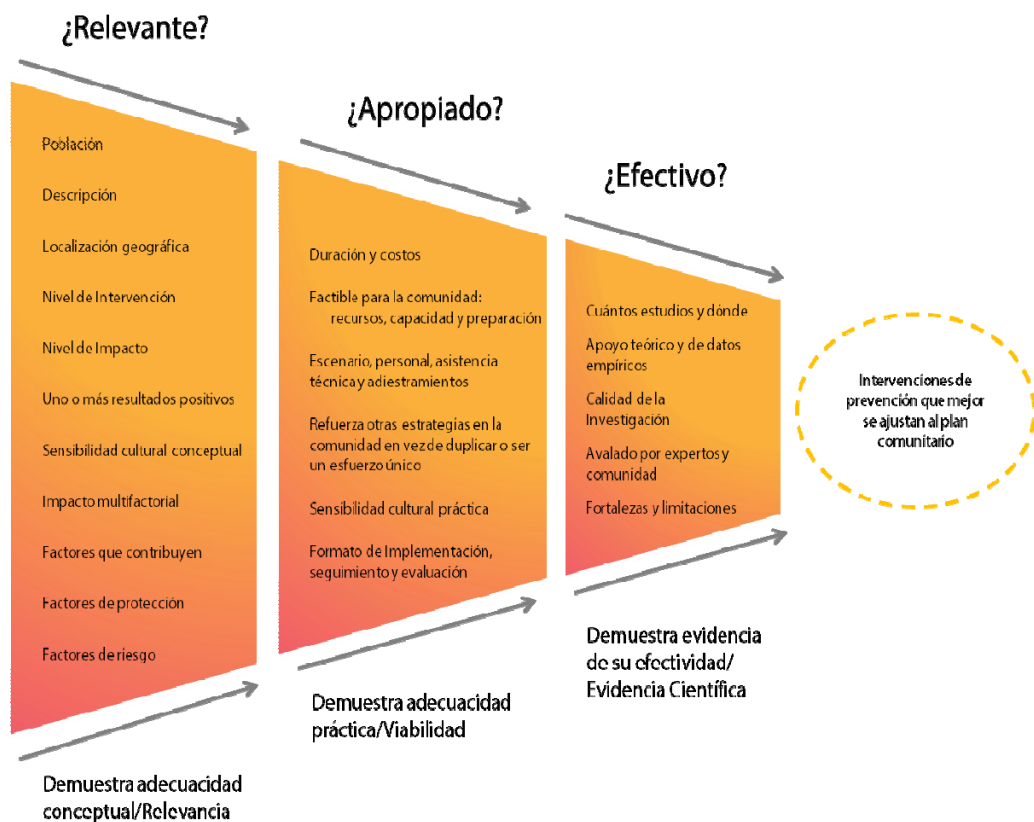 ¿Relevante?
Población
Descripción
Localización geográfica
Nivel de Intervención
Nivel de Impacto
Uno o más resultados positivos
Sensibilidad cultural conceptual
Impacto multifactorial
Factores que contribuyen
Factores de protección
Factores de riesgo
Demuestra adecuacidad
conceptual/Relevancia
¿Apropiado?
Duración y costos
Factible para la comunidad:
recursos, capacidad y preparación
Escenario, personal, asistencia
técnica y adiestramientos
Refuerza otras estrategias en la
comunidad en vez de duplicar o ser
un esfuerzo único
Sensibilidad cultural práctica
Formato de Implementación,
seguimiento y evaluación
Demuestra adecuacidad
práctica/Viabilidad
¿Efectivo?
Cuántos estudios y dónde
Apoyo teórico y de datos
empíricos
Calidad de la
Investigación
Avalado por expertos y
comunidad
Fortalezas y limitaciones
Demuestra evidencia
de su efectividad/
Evidencia Científica
Intervenciones de
prevención que mejor
se ajustan al plan
comunitario